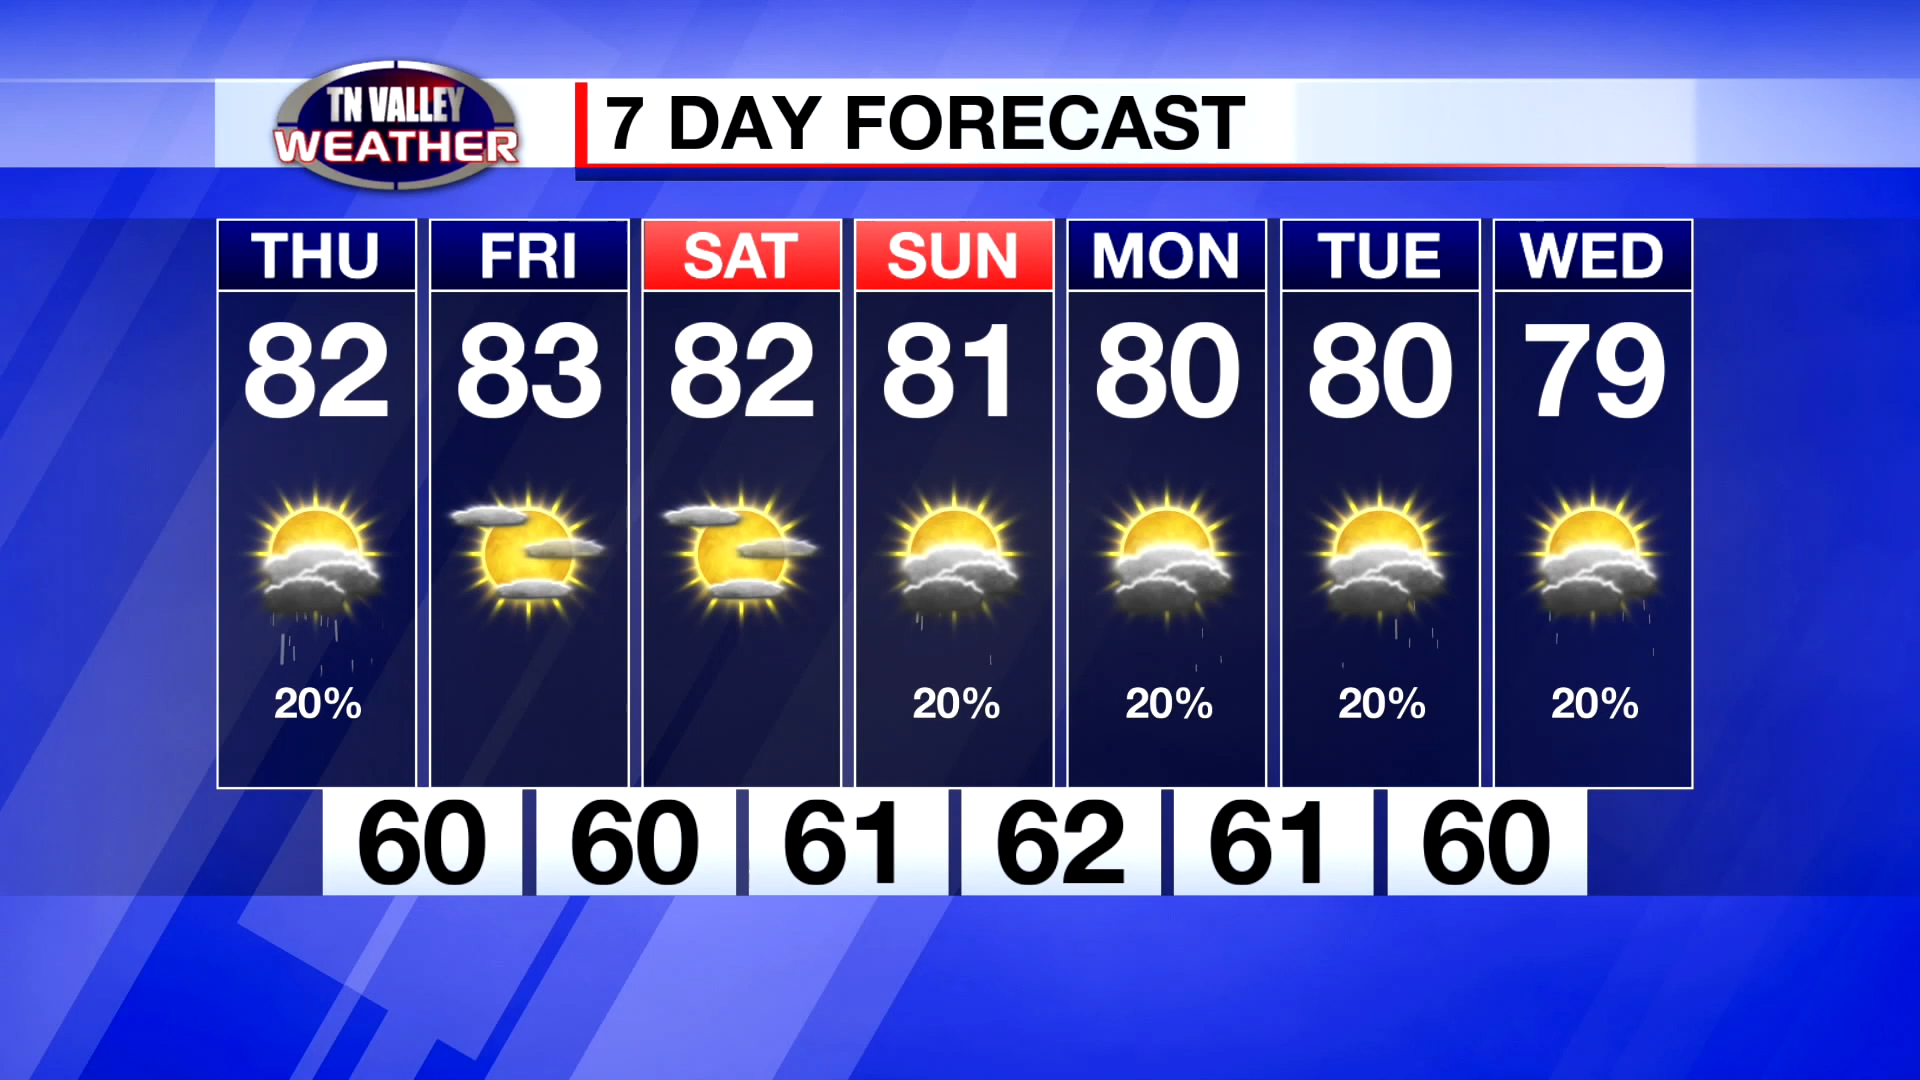 TN VALLEY
WEATHER
7 DAY FORECAST
THU FRI SAT SUN MON TUE WED
82 83 82 81 80 80 79
20% 20% 20% 20% 20%
60 60 61 62 61 60